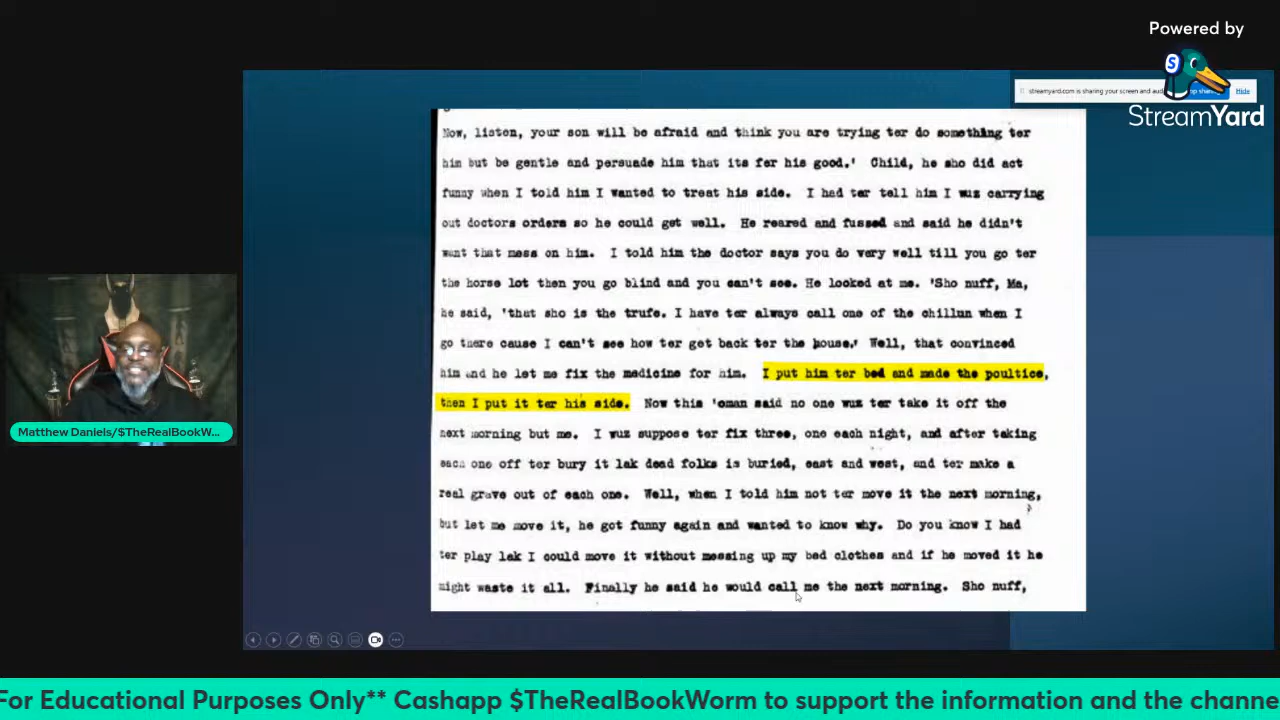 Powered by
StreamYard
streamyard.com is sharing your screen and
Hide
Now, listen, your son will be afraid and think you are trying ter do something ter
him but be gentle and persuade him that its fer his good.' Child, he sho did act
funny when I told him I wanted to treat his side. I had ter tell him I wuz carrying
out doctors orders so he could get well. He reared and fussed and said he didn't
want that mess on him. I told him the doctor says you do very well till you go ter
the horse lot then you go blind and you can't see. He looked at me. 'Sho nuff, Ma,
he said, 'that sho is the trufe. I have ter always call one of the chillun when I
go there cause I can't see how ter get back ter the house.' Well, that convinced
him and he let me fix the medicine for him. I put him ter bed and made the poultice,
then I put it ter his side. Now this 'oman said no one wuz ter take it off the
next morning but me. I wuz suppose ter fix three, one each night, and after taking
each one off ter bury it lak dead folks is buried, east and west, and ter make a
real grave out of each one. Well, when I told him not ter move it the next morning,
but let me move it, he got funny again and wanted to know why. Do you know I had
ter play lak I could move it without messing up my bed clothes and if he moved it he
might waste it all. Finally he said he would call me the next morning. Sho nuff,
Matthew Daniels/$TheRealBookW...
For Educational Purposes Only** Cashapp $TheRealBookWorm to support the information and the channe